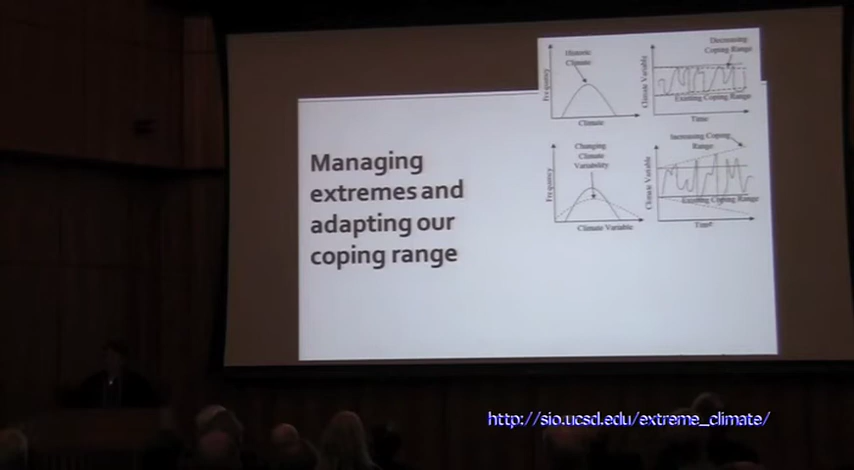 Managing
extremes and
adapting our
coping range
Historic
Climate
Frequency
Climate
Decreasing
Coping Range
Climate Variable
Existing Coping Range
Time
Changing
Climate
Variability
Frequency
Climate Variable
Increasing Coping
Range
Climate Variable
Existing Coping Range
Time
http://sio.ucsd.edu/extreme_climate/